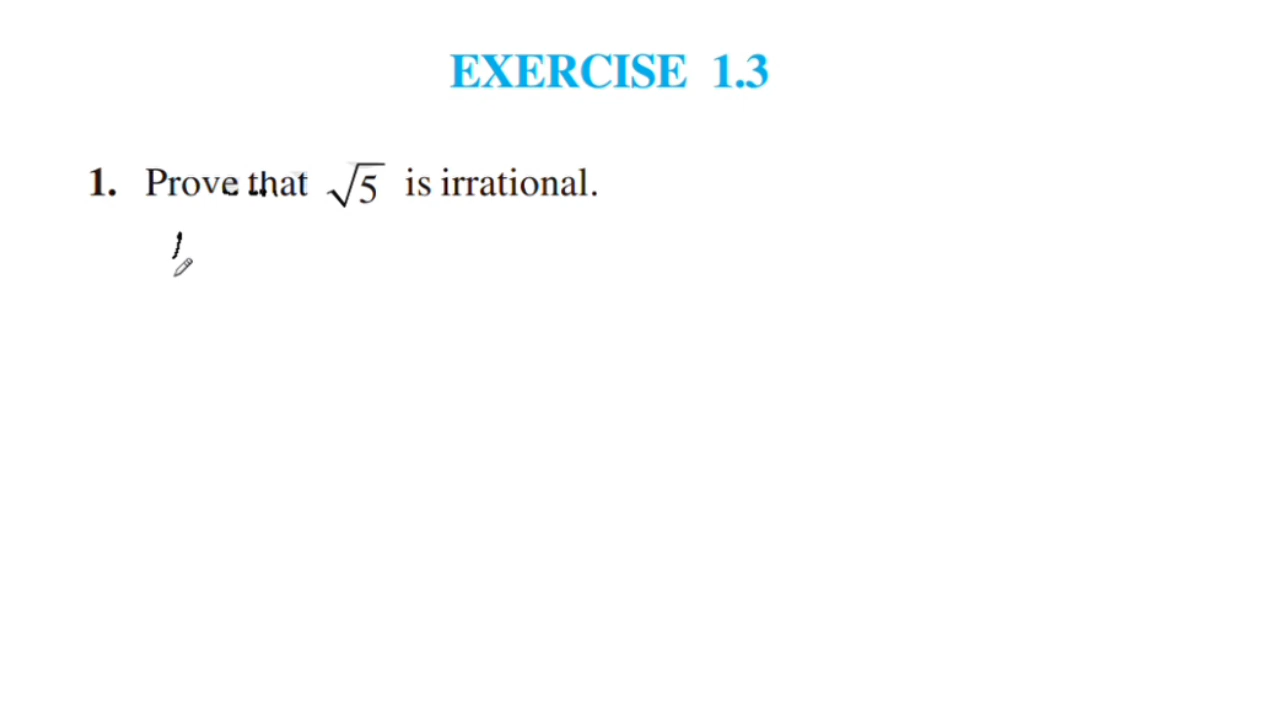 EXERCISE 1.3
1. Prove that √5 is irrational.